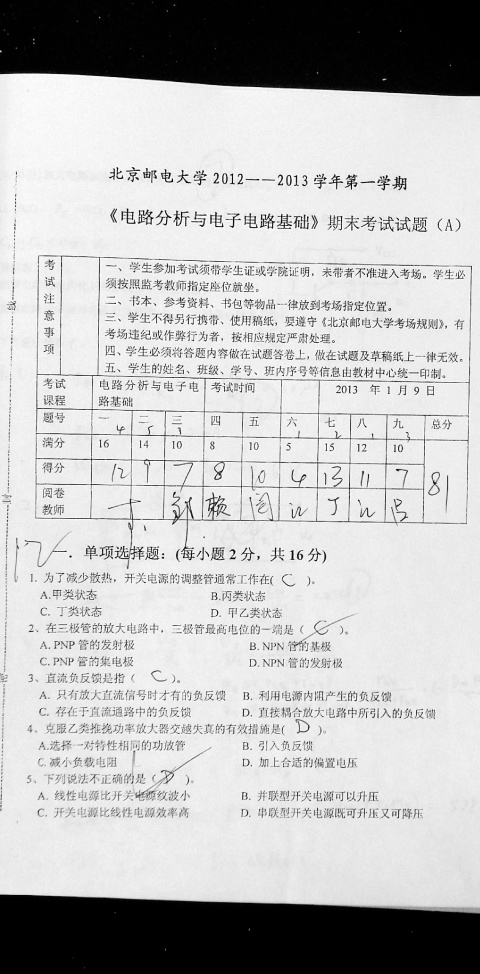 北京邮电大学 2012——2013 学年第一学期
《电路分析与电子电路基础》期末考试试题（A）
考试注意事项
一、学生参加考试须带学生证或学院证明，未带者不准进入考场。学生必
须按照监考教师指定座位就坐。
二、书本、参考资料、书包等物品一律放到考场指定位置。
三、学生不得另行携带、使用稿纸，要遵守《北京邮电大学考场规则》，有
考场违纪或作弊行为者，按相应规定严肃处理。
四、学生必须将答题内容做在试题答卷上，做在试题及草稿纸上一律无效。
五、学生的姓名、班级、学号、班内序号等信息由教材中心统一印制。
考试课程 电路分析与电子电路基础 考试时间 2013 年 1 月 9 日
题号 一 二 三 四 五 六 七 八 九 总分
4 5 3 1 2 1 3
满分 16 14 10 8 10 5 15 12 10
得分 12 9 7 8 10 4 13 11 7 81
阅卷教师 赖 阎 江 丁 江 吕
12
一．单项选择题：(每小题 2 分，共 16 分)
1. 为了减少散热，开关电源的调整管通常工作在( C )。
A.甲类状态 B.丙类状态
C. 丁类状态 D. 甲乙类状态
2、在三极管的放大电路中，三极管最高电位的一端是（ C ）。
A. PNP 管的发射极 B. NPN 管的基极
C. PNP 管的集电极 D. NPN 管的发射极
3、直流负反馈是指（ C ）。
A. 只有放大直流信号时才有的负反馈 B. 利用电源内阻产生的负反馈
C. 存在于直流通路中的负反馈 D. 直接耦合放大电路中所引入的负反馈
4、克服乙类推挽功率放大器交越失真的有效措施是( D )。
A.选择一对特性相同的功放管 B. 引入负反馈
C. 减小负载电阻 D. 加上合适的偏置电压
5、下列说法不正确的是（ D ）。
A. 线性电源比开关电源纹波小 B. 并联型开关电源可以升压
C. 开关电源比线性电源效率高 D. 串联型开关电源既可升压又可降压